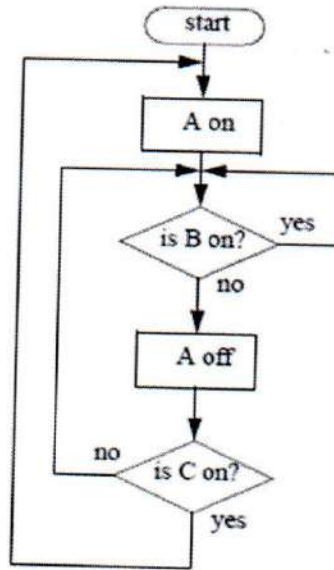 start
A on
is B on?
yes
no
A off
no
is C on?
yes